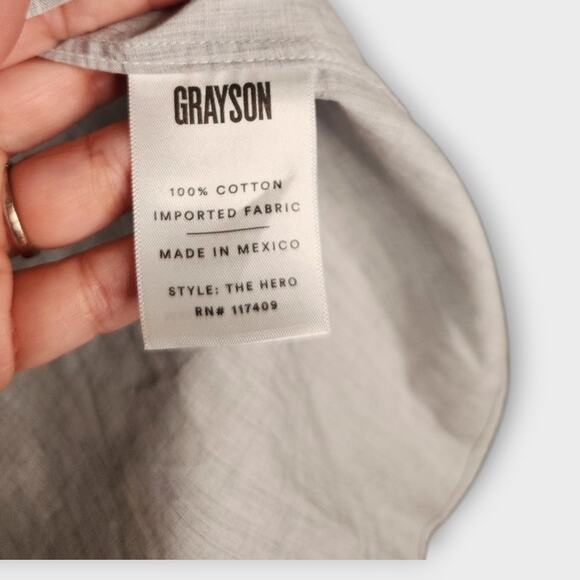 GRAYSON
100% COTTON
IMPORTED FABRIC
MADE IN MEXICO
STYLE: THE HERO
RN# 117409